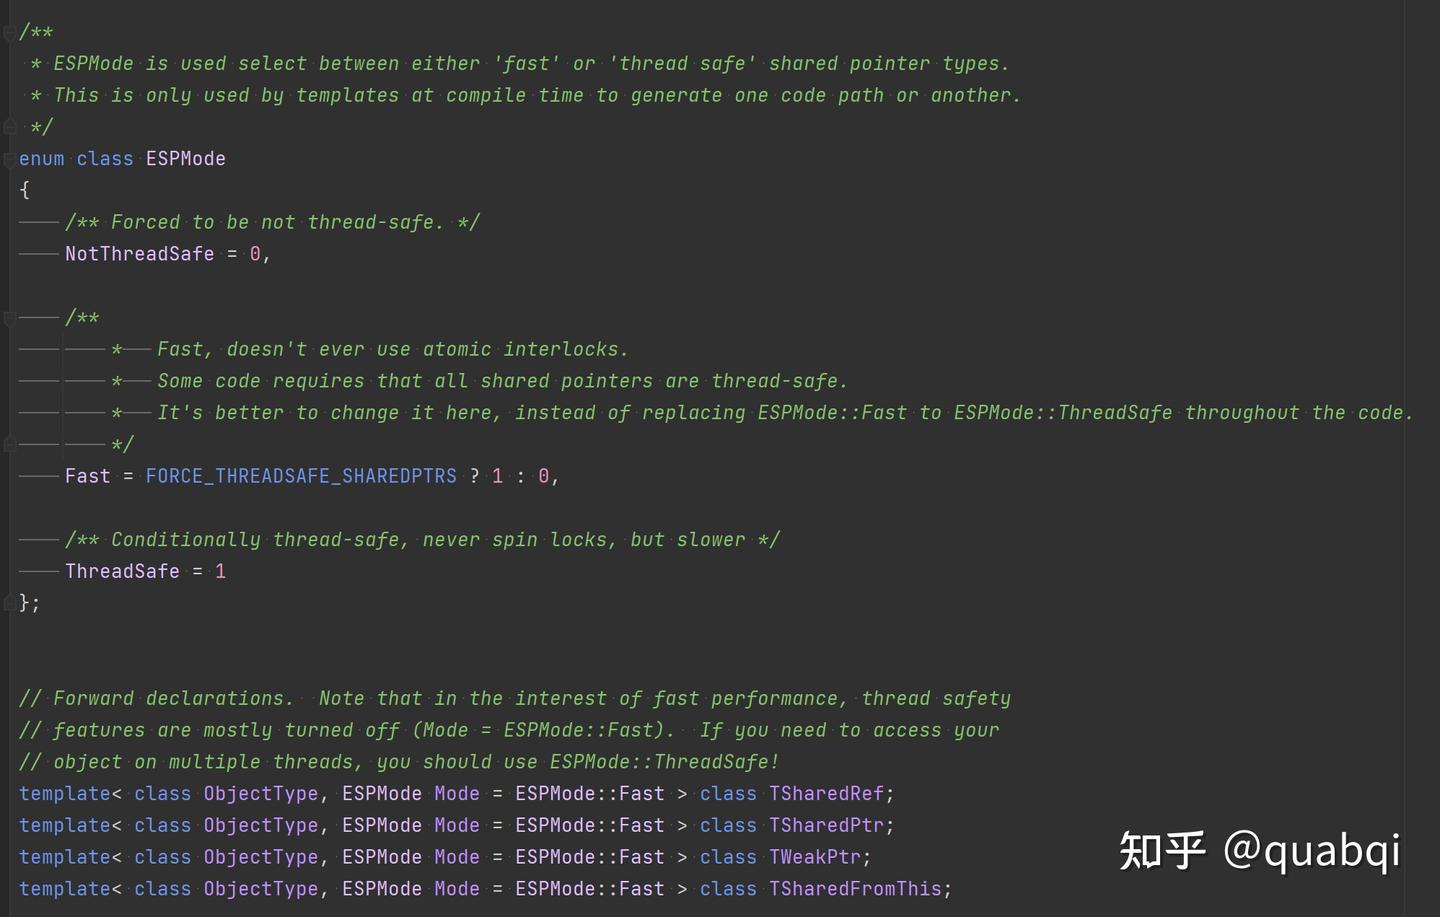 /**
 * ESPMode is used select between either 'fast' or 'thread safe' shared pointer types.
 * This is only used by templates at compile time to generate one code path or another.
 */
enum class ESPMode
{
/** Forced to be not thread-safe. */
NotThreadSafe = 0,
/**
* Fast, doesn't ever use atomic interlocks.
* Some code requires that all shared pointers are thread-safe.
* It's better to change it here, instead of replacing ESPMode::Fast to ESPMode::ThreadSafe throughout the code.
*/
Fast = FORCE_THREADSAFE_SHAREDPTRS ? 1 : 0,
/** Conditionally thread-safe, never spin locks, but slower */
ThreadSafe = 1
};
// Forward declarations.  Note that in the interest of fast performance, thread safety
// features are mostly turned off (Mode = ESPMode::Fast).  If you need to access your
// object on multiple threads, you should use ESPMode::ThreadSafe!
template< class ObjectType, ESPMode Mode = ESPMode::Fast > class TSharedRef;
template< class ObjectType, ESPMode Mode = ESPMode::Fast > class TSharedPtr;
template< class ObjectType, ESPMode Mode = ESPMode::Fast > class TWeakPtr;
template< class ObjectType, ESPMode Mode = ESPMode::Fast > class TSharedFromThis;
知乎 @quabqi